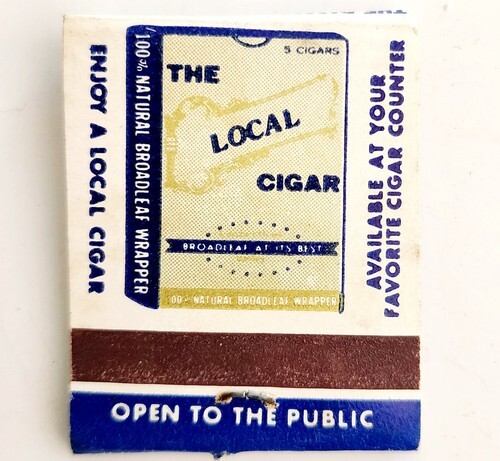 ENJOY A LOCAL CIGAR
100% NATURAL BROADLEAF WRAPPER
5 CIGARS
THE
LOCAL
CIGAR
BROADLEAF AT ITS BEST
100% NATURAL BROADLEAF WRAPPER
AVAILABLE AT YOUR
FAVORITE CIGAR COUNTER
OPEN TO THE PUBLIC